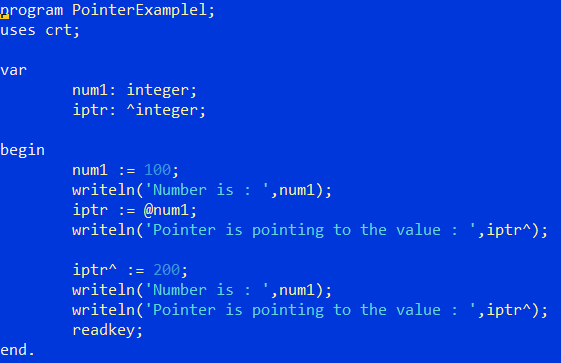 program PointerExamplel;
uses crt;

var
        num1: integer;
        iptr: ^integer;

begin
        num1 := 100;
        writeln('Number is : ',num1);
        iptr := @num1;
        writeln('Pointer is pointing to the value : ',iptr^);

        iptr^ := 200;
        writeln('Number is : ',num1);
        writeln('Pointer is pointing to the value : ',iptr^);
        readkey;
end.